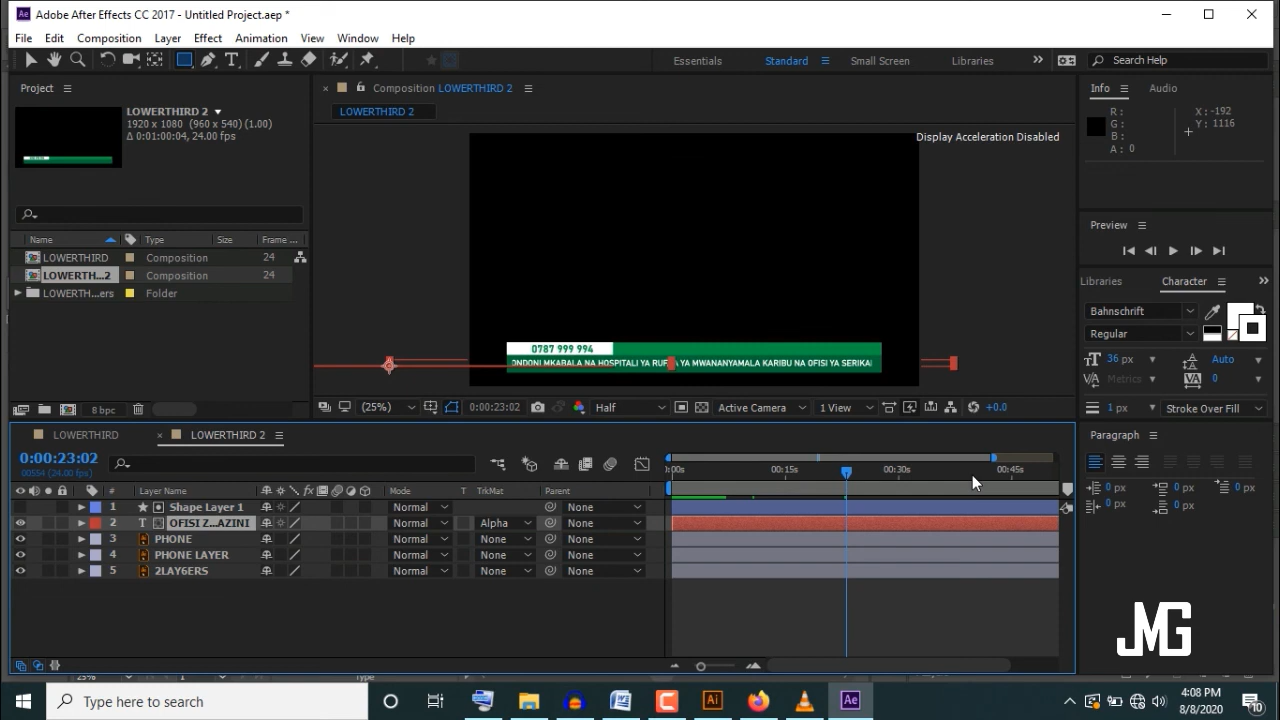 Adobe After Effects CC 2017 - Untitled Project.aep *
File Edit Composition Layer Effect Animation View Window Help
Essentials Standard Small Screen Libraries Search Help
Project
LOWERTHIRD 2
1920 x 1080 (960 x 540) (1.00)
Δ 0:01:00:04, 24.00 fps
Name Type Size Frame ...
LOWERTHIRD Composition 24
LOWERTH...2 Composition 24
LOWERTH...ers Folder
8 bpc
Composition LOWERTHIRD 2
LOWERTHIRD 2
Display Acceleration Disabled
0787 999 994
ONDONI MKABALA NA HOSPITALI YA RUF YA MWANANYAMALA KARIBU NA OFISI YA SERIKAL
(25%) 0:00:23:02 Half Active Camera 1 View +0.0
Info Audio
R: X: -192
G: Y: 1116
B:
A: 0
Preview
Libraries Character
Bahnschrift
Regular
36 px Auto
Metrics 0
1 px Stroke Over Fill
Paragraph
0 px 0 px 0 px
0 px 0 px
LOWERTHIRD LOWERTHIRD 2
0:00:23:02
00554 (24.00 fps)
# Layer Name Mode T TrkMat Parent
:00s 00:15s 00:30s 00:45s
1 Shape Layer 1 Normal None
2 T OFISI Z...AZINI Normal Alpha None
3 PHONE Normal None None
4 PHONE LAYER Normal None None
5 2LAY6ERS Normal None None
JMG
Type here to search
4:08 PM
8/8/2020
10